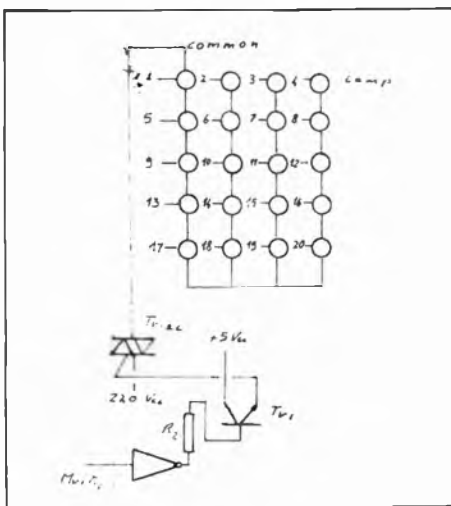 common
1 2 3 4 Lamp
5 6 7 8
9 10 11 12
13 14 15 16
17 18 19 20
Triac
+5 Vcc
220 Vac
R2
Tr1